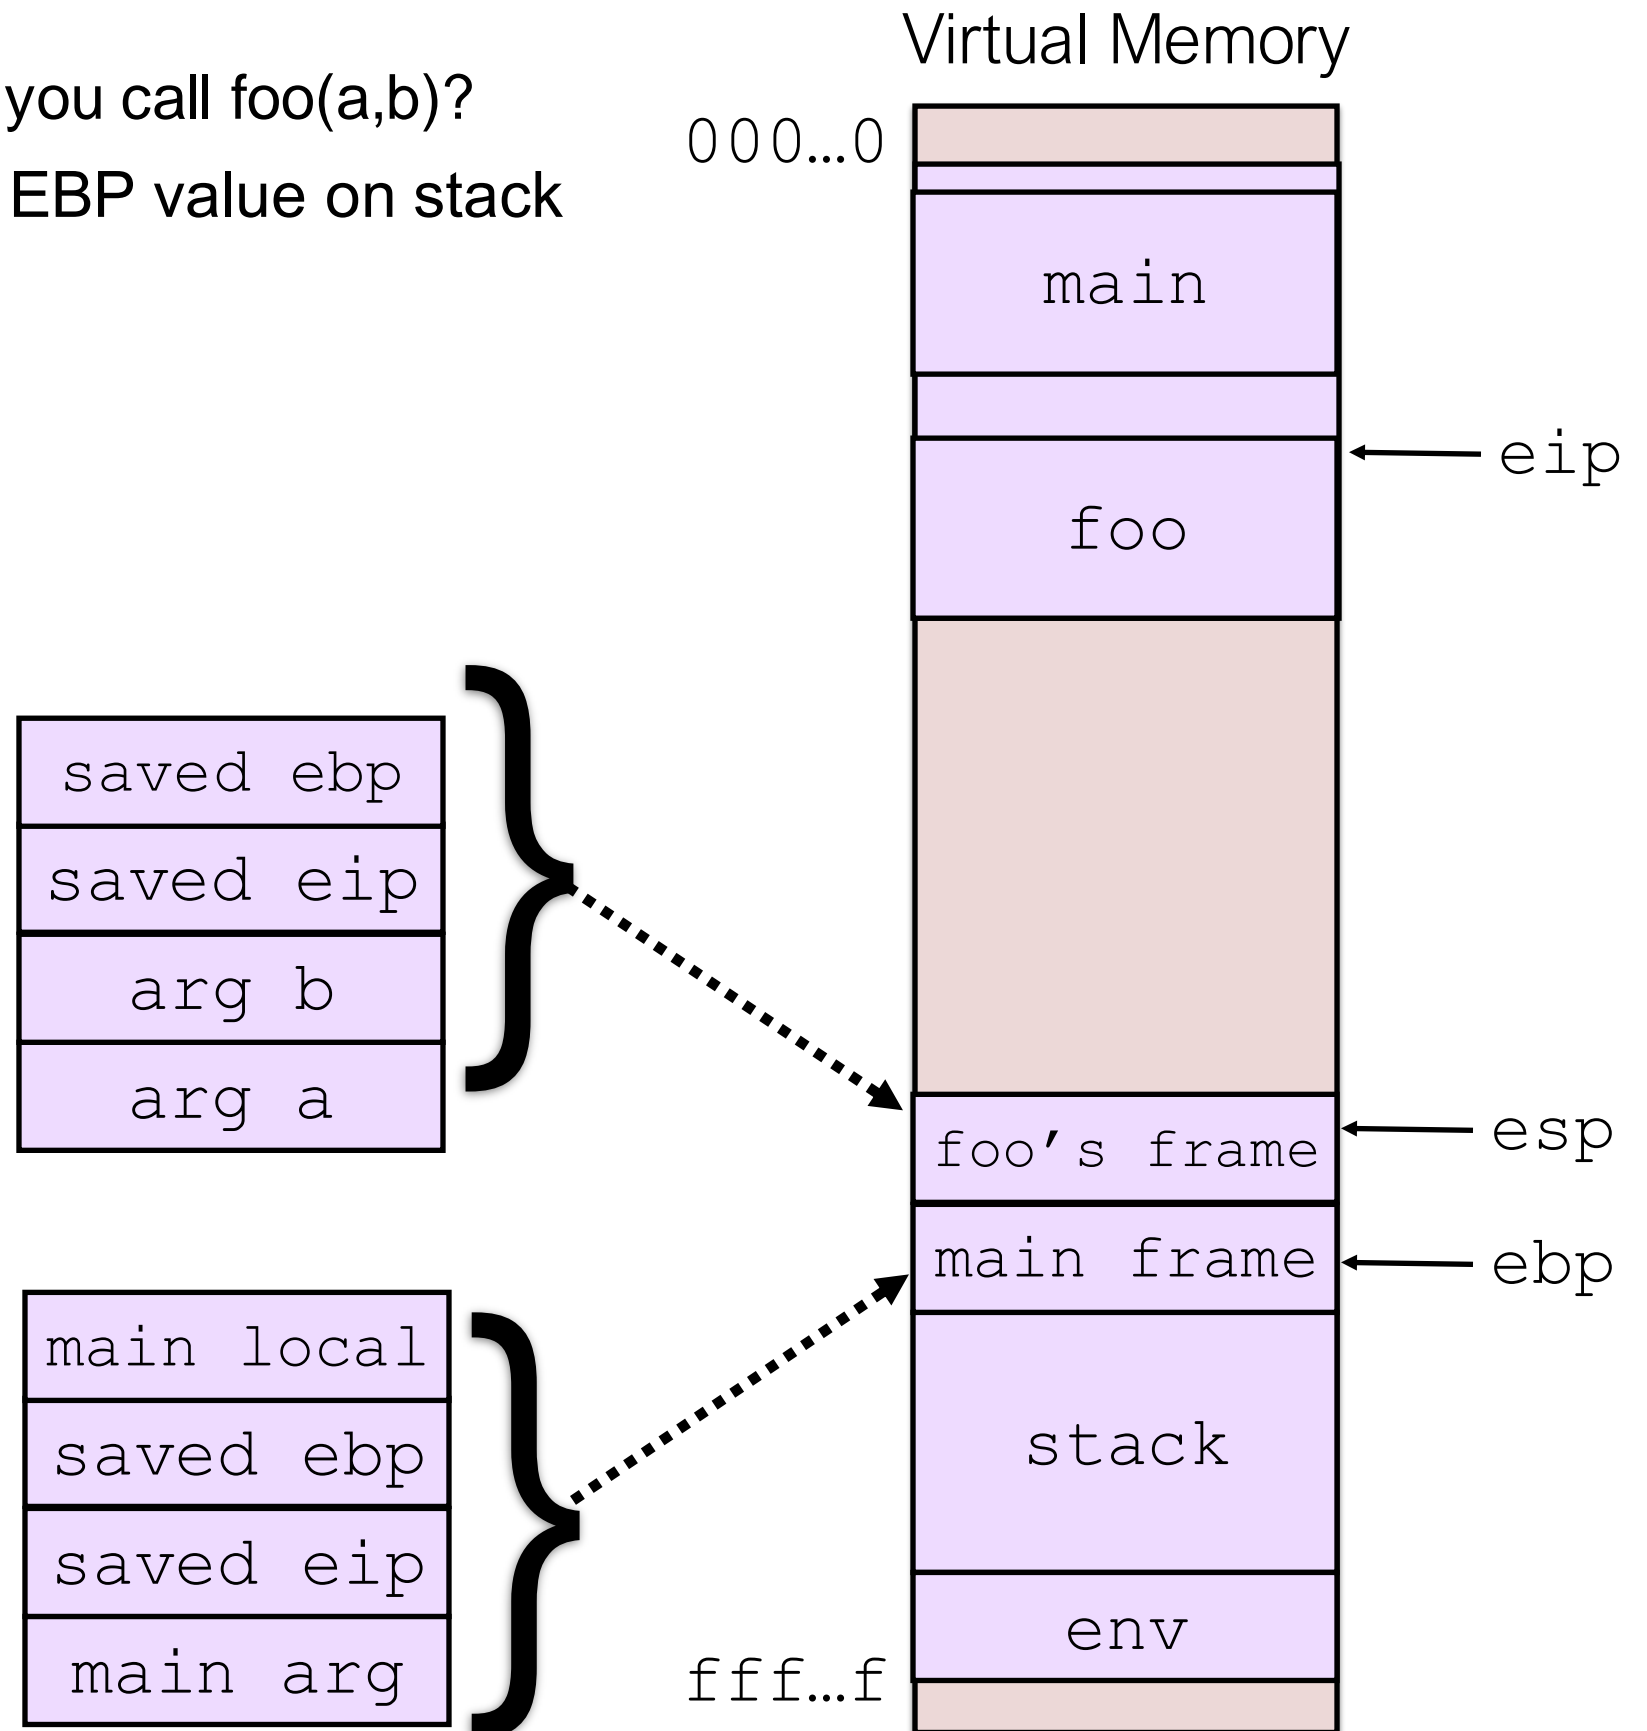 Virtual Memory
you call foo(a,b)?
EBP value on stack
000…0
main
eip
foo
saved ebp
saved eip
arg b
arg a
foo's frame
esp
main frame
ebp
main local
saved ebp
saved eip
main arg
stack
env
fff…f